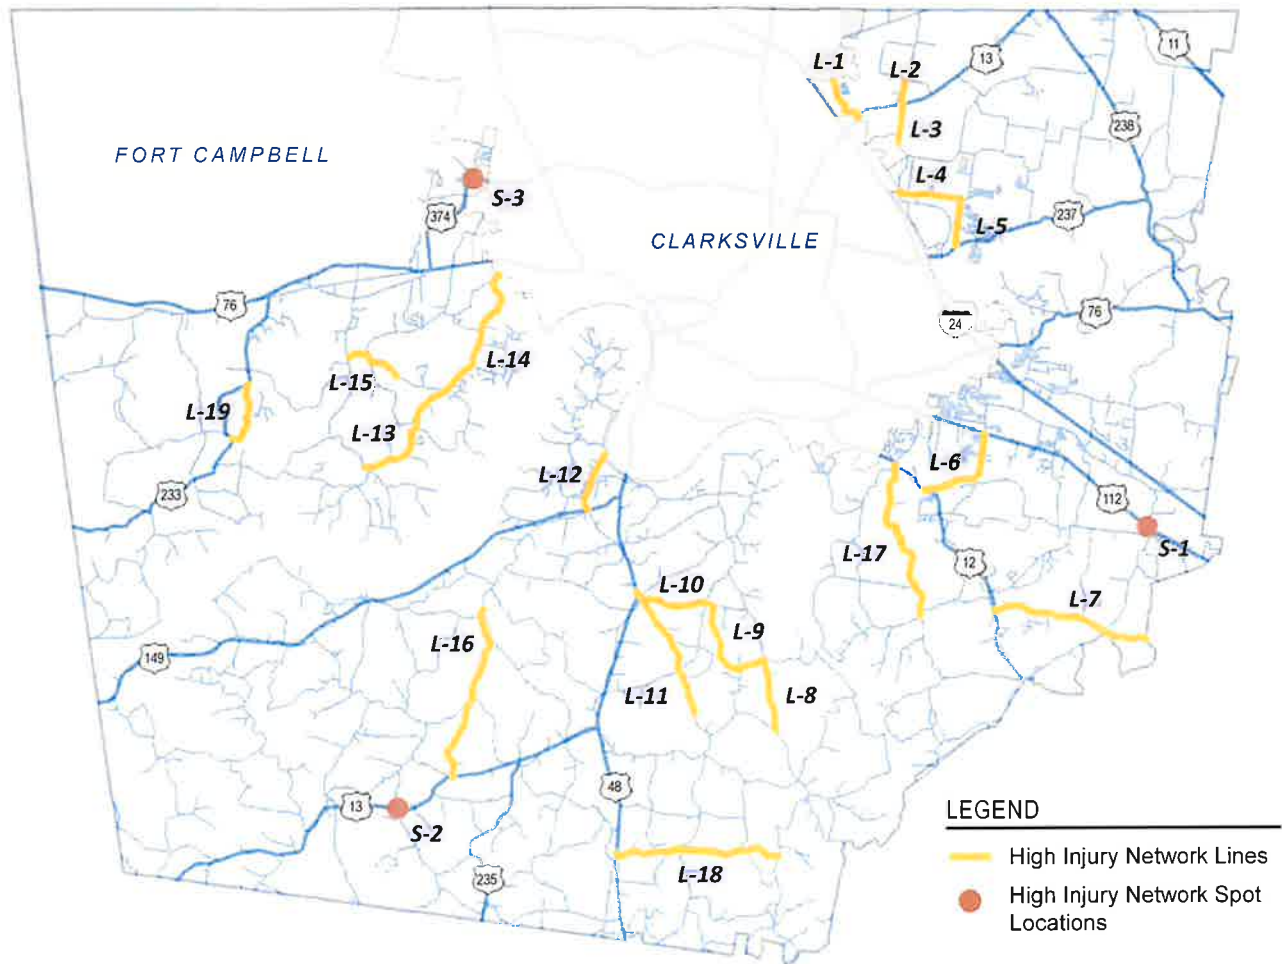 L-1
L-2
13
11
L-3
238
FORT CAMPBELL
L-4
S-3
374
CLARKSVILLE
L-5
237
76
76
24
L-14
L-15
L-19
L-13
L-12
L-6
233
112
S-1
L-17
12
L-10
L-7
L-9
L-16
149
L-11
L-8
48
13
S-2
L-18
235
LEGEND
High Injury Network Lines
High Injury Network Spot
Locations